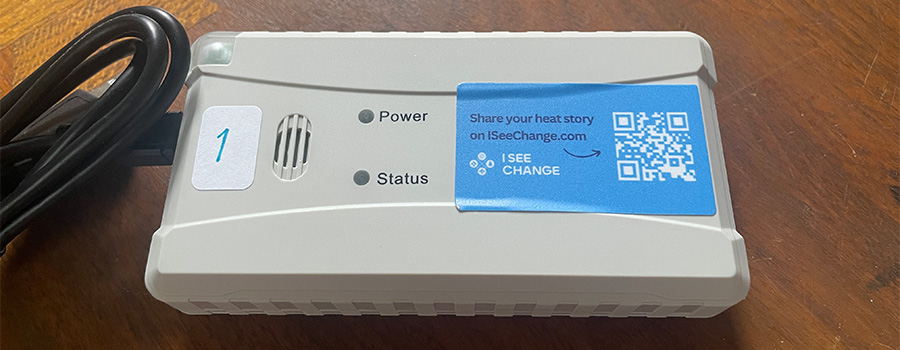 1
Power
Status
Share your heat story
on ISeeChange.com
I SEE
CHANGE